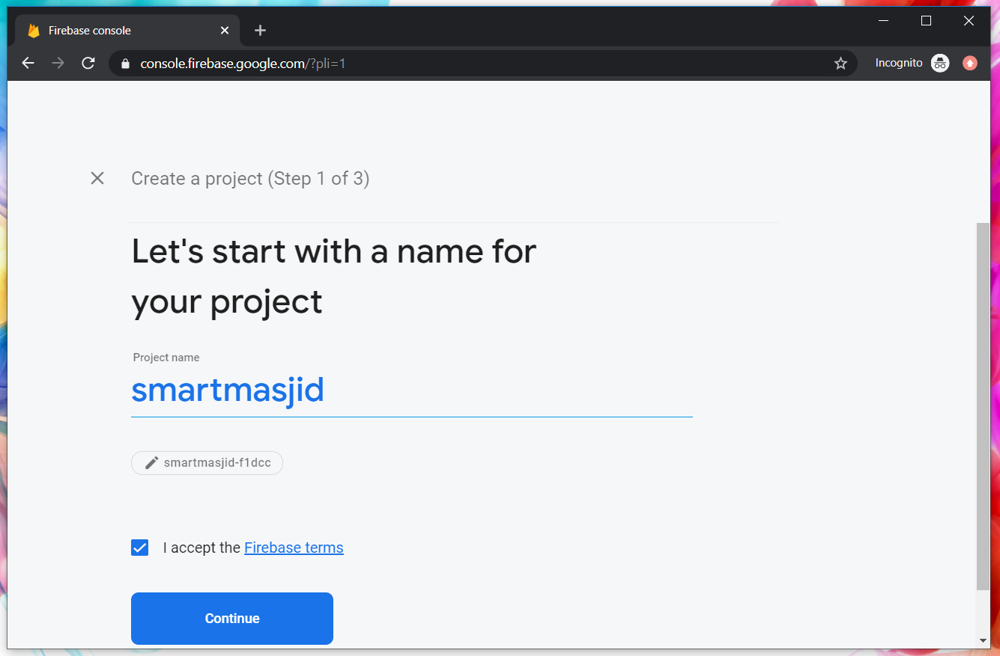 Firebase console
console.firebase.google.com/?pli=1
Incognito
Create a project (Step 1 of 3)
Let's start with a name for
your project
Project name
smartmasjid
smartmasjid-f1dcc
I accept the Firebase terms
Continue